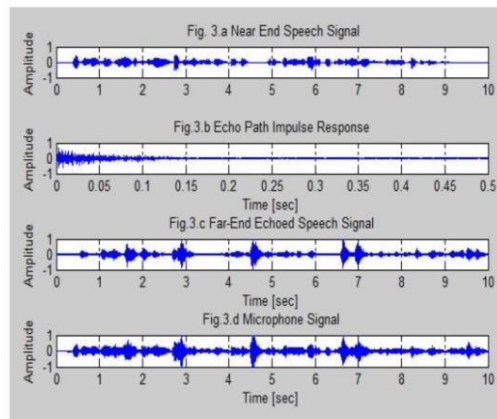 Fig. 3.a Near End Speech Signal
Amplitude
1
0
-1
0 1 2 3 4 5 6 7 8 9 10
Fig.3.b Echo Path Impulse Response
Amplitude
1
0
-1
0 0.05 0.1 0.15 0.2 0.25 0.3 0.35 0.4 0.45 0.5
Time [sec]
Fig.3.c Far-End Echoed Speech Signal
Amplitude
1
0
-1
0 1 2 3 4 5 6 7 8 9 10
Time [sec]
Fig.3.d Microphone Signal
Amplitude
1
0
-1
0 1 2 3 4 5 6 7 8 9 10
Time [sec]